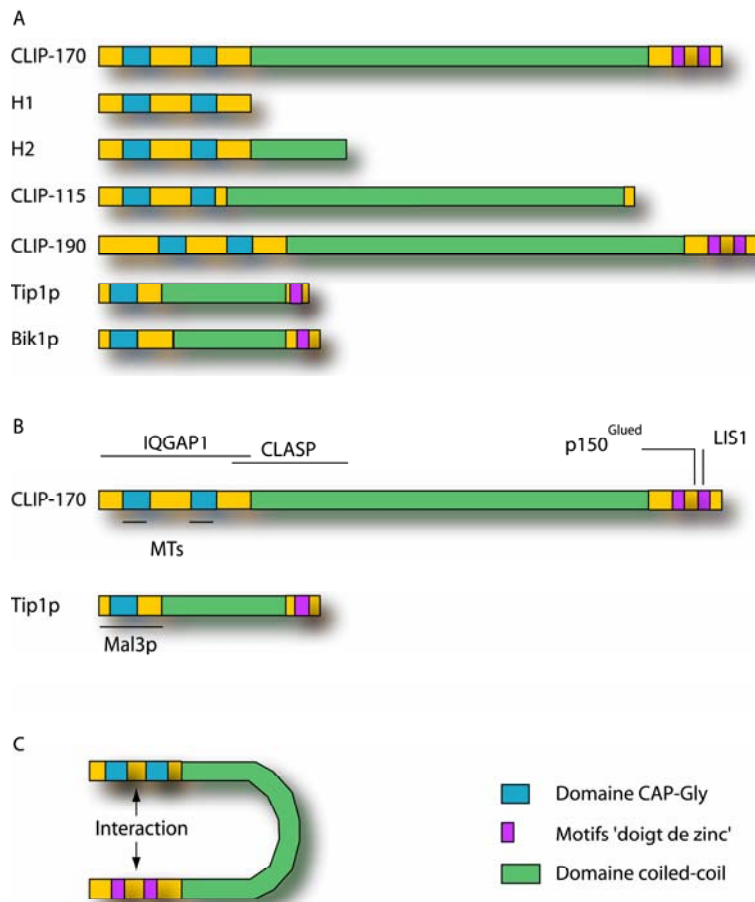 A
CLIP-170
H1
H2
CLIP-115
CLIP-190
Tip1p
Bik1p
B
IQGAP1
CLASP
p150Glued
LIS1
CLIP-170
MTs
Tip1p
Mal3p
C
Interaction
Domaine CAP-Gly
Motifs 'doigt de zinc'
Domaine coiled-coil